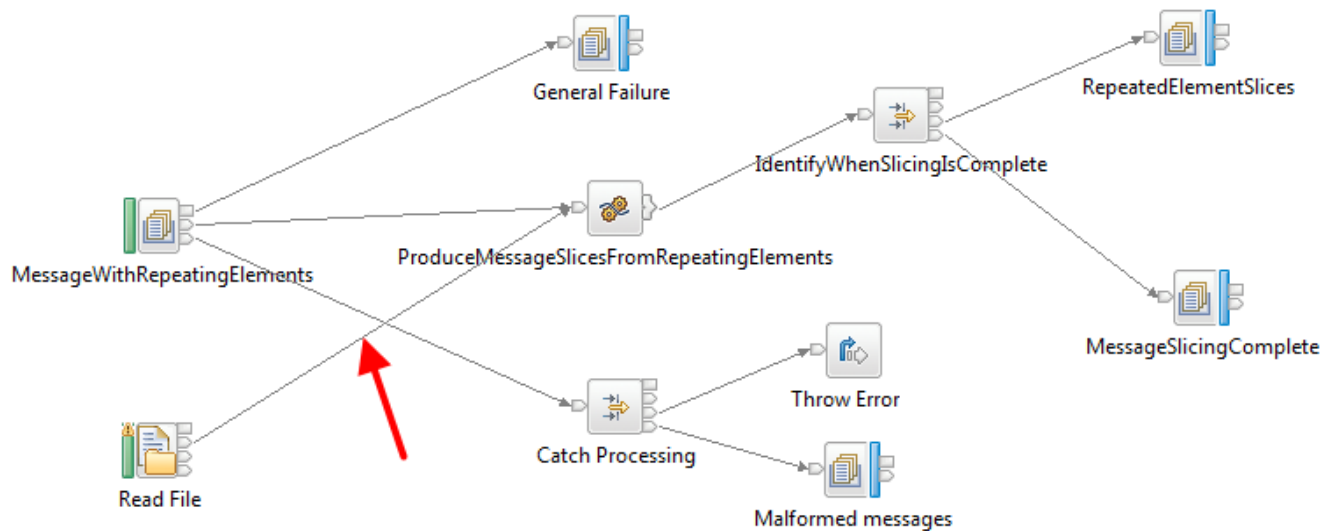 General Failure
RepeatedElementSlices
IdentifyWhenSlicingIsComplete
MessageWithRepeatingElements
ProduceMessageSlicesFromRepeatingElements
MessageSlicingComplete
Throw Error
Catch Processing
Read File
Malformed messages